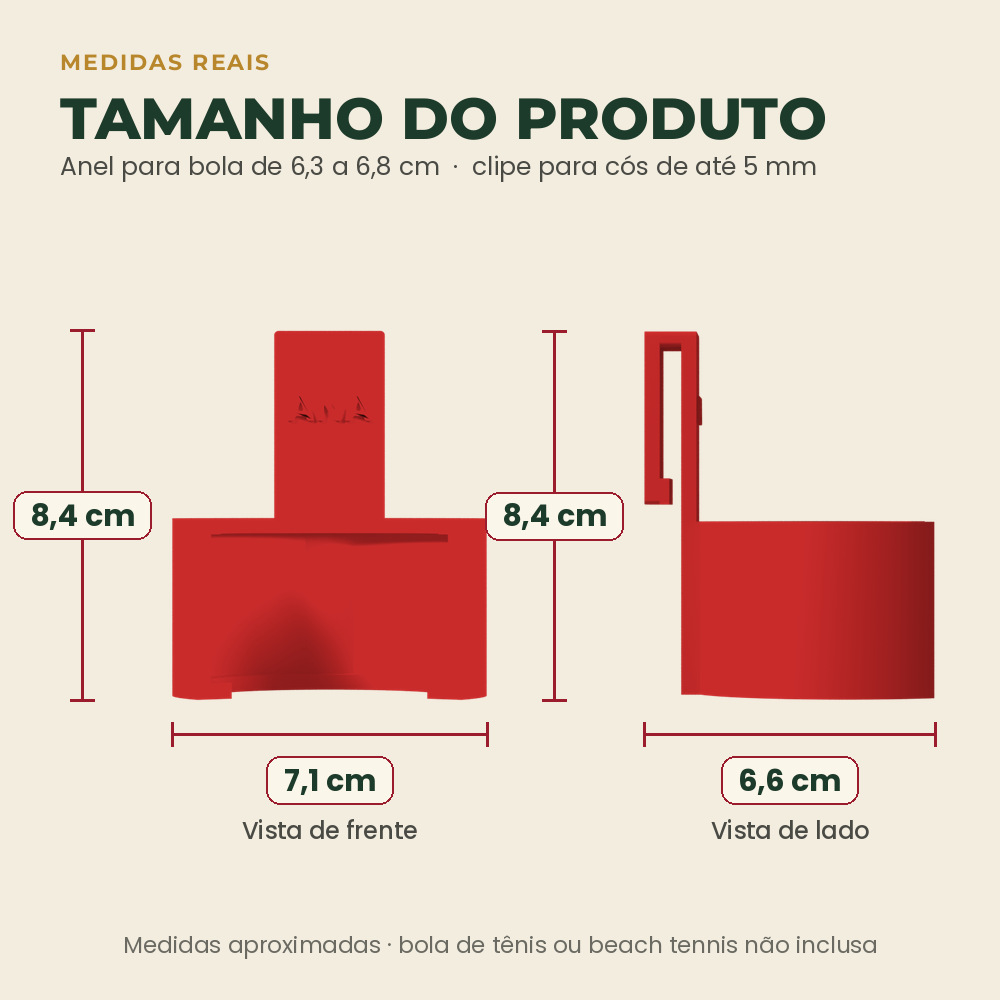 MEDIDAS REAIS
TAMANHO DO PRODUTO
Anel para bola de 6,3 a 6,8 cm · clipe para cós de até 5 mm
8,4 cm
8,4 cm
7,1 cm
6,6 cm
Vista de frente
Vista de lado
Medidas aproximadas · bola de tênis ou beach tennis não inclusa